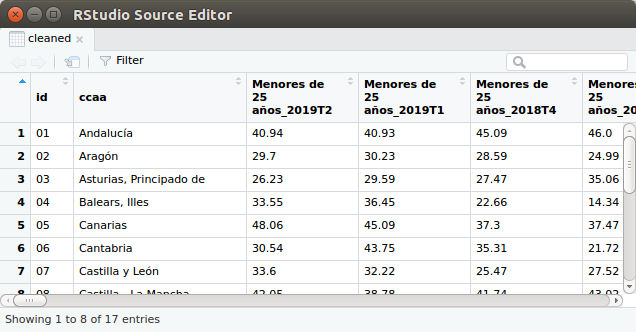 RStudio Source Editor
cleaned
Filter
id ccaa Menores de 25 años_2019T2 Menores de 25 años_2019T1 Menores de 25 años_2018T4 Menores 25 años_20
1 01 Andalucía 40.94 40.93 45.09 46.0
2 02 Aragón 29.7 30.23 28.59 24.99
3 03 Asturias, Principado de 26.23 29.59 27.47 35.06
4 04 Balears, Illes 33.55 36.45 22.66 14.34
5 05 Canarias 48.06 45.09 37.3 37.47
6 06 Cantabria 30.54 43.75 35.31 21.72
7 07 Castilla y León 33.6 32.22 25.47 27.52
8 08 Castilla - La Mancha 42.05 38.78 41.74 43.02
Showing 1 to 8 of 17 entries